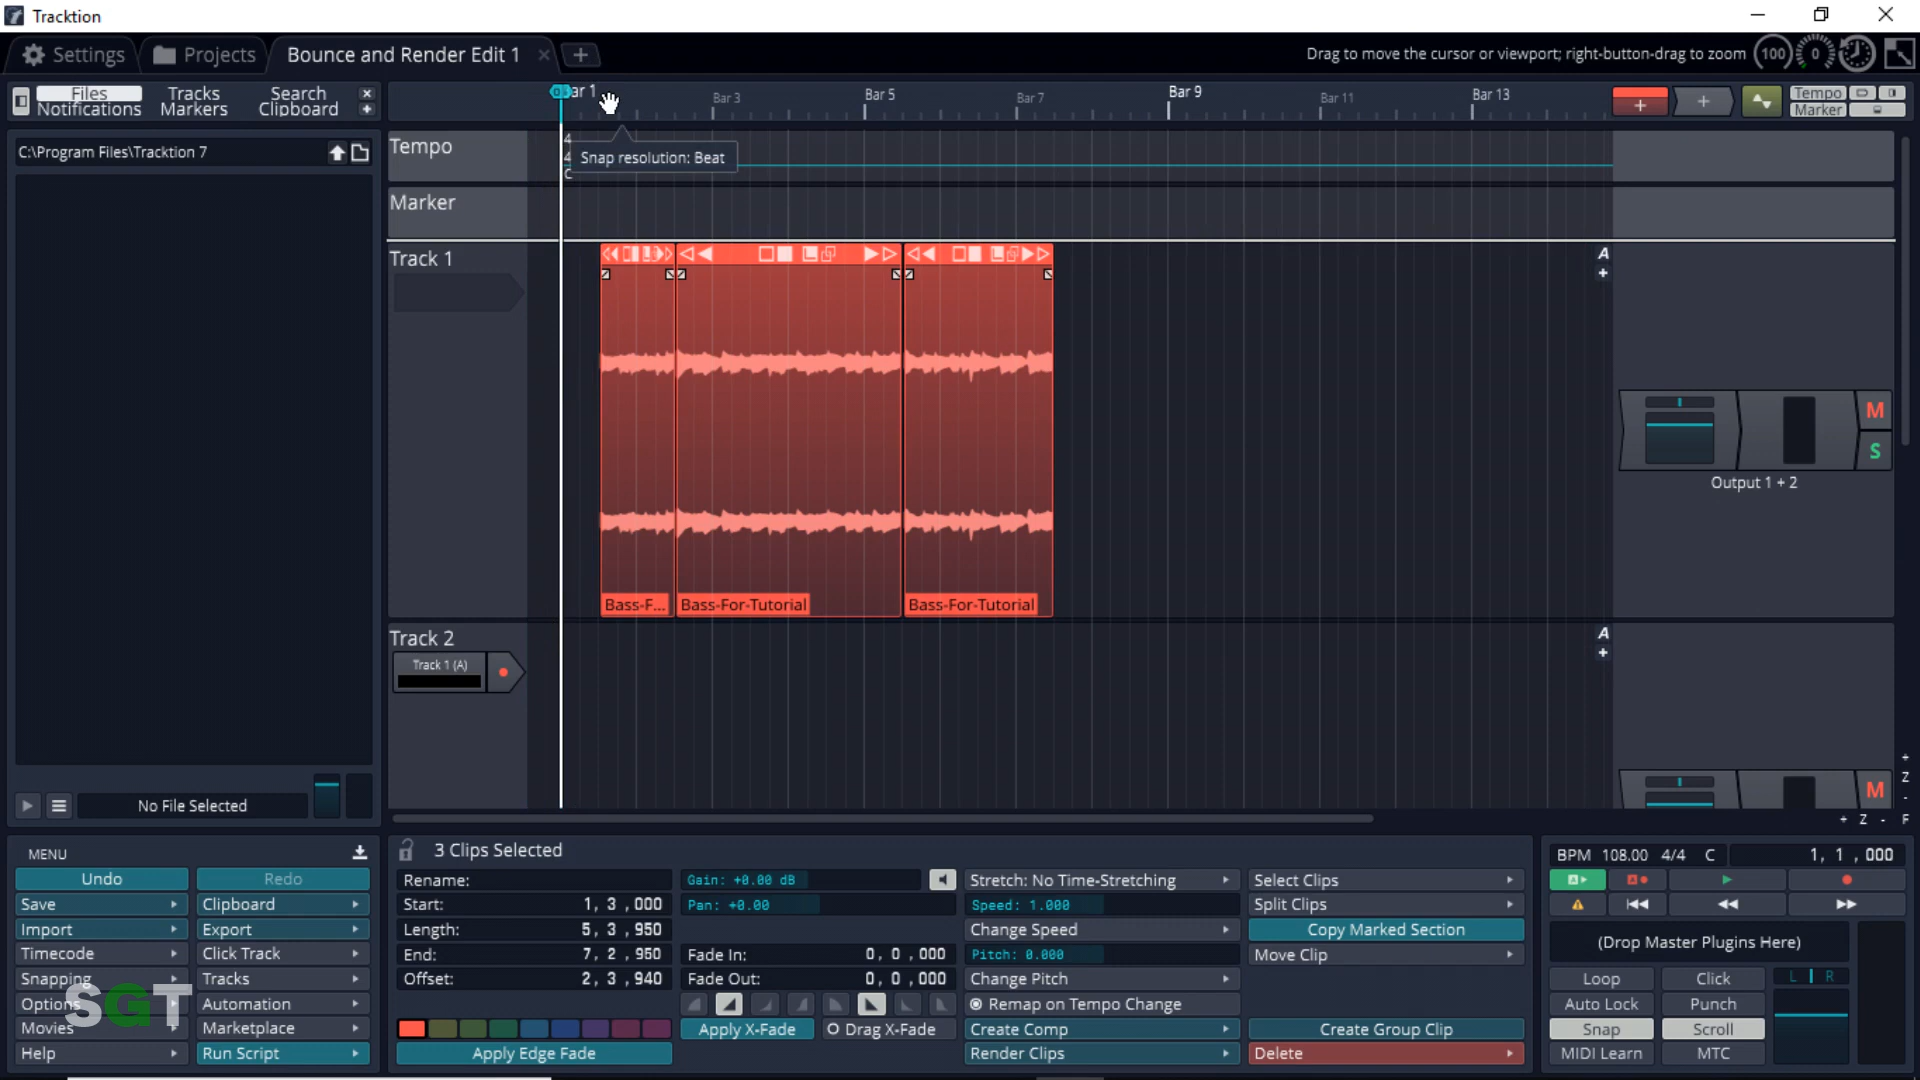 Tracktion
Settings
Projects
Bounce and Render Edit 1
Drag to move the cursor or viewport; right-button-drag to zoom
100
0
Files
Tracks
Search
Notifications
Markers
Clipboard
ar 1
Bar 3
Bar 5
Bar 7
Bar 9
Bar 11
Bar 13
Tempo
Marker
C:\Program Files\Tracktion 7
Tempo
4
4
C
Snap resolution: Beat
Marker
Track 1
A
Bass-F...
Bass-For-Tutorial
Bass-For-Tutorial
M
S
Output 1 + 2
Track 2
Track 1 (A)
A
M
+
Z
-
+ Z - F
No File Selected
MENU
Undo
Redo
Save
Clipboard
Import
Export
Timecode
Click Track
Snapping
Tracks
Options
Automation
Movies
Marketplace
Help
Run Script
SGT
3 Clips Selected
Rename:
Start: 1, 3 ,000
Length: 5, 3 ,950
End: 7, 2 ,950
Offset: 2, 3 ,940
Apply Edge Fade
Gain: +0.00 dB
Pan: +0.00
Fade In: 0, 0 ,000
Fade Out: 0, 0 ,000
Apply X-Fade
Drag X-Fade
Stretch: No Time-Stretching
Speed: 1.000
Change Speed
Pitch: 0.000
Change Pitch
Remap on Tempo Change
Create Comp
Render Clips
Select Clips
Split Clips
Copy Marked Section
Move Clip
Create Group Clip
Delete
BPM 108.00 4/4 C 1, 1 ,000
A
A
(Drop Master Plugins Here)
Loop
Click
L R
Auto Lock
Punch
Snap
Scroll
MIDI Learn
MTC